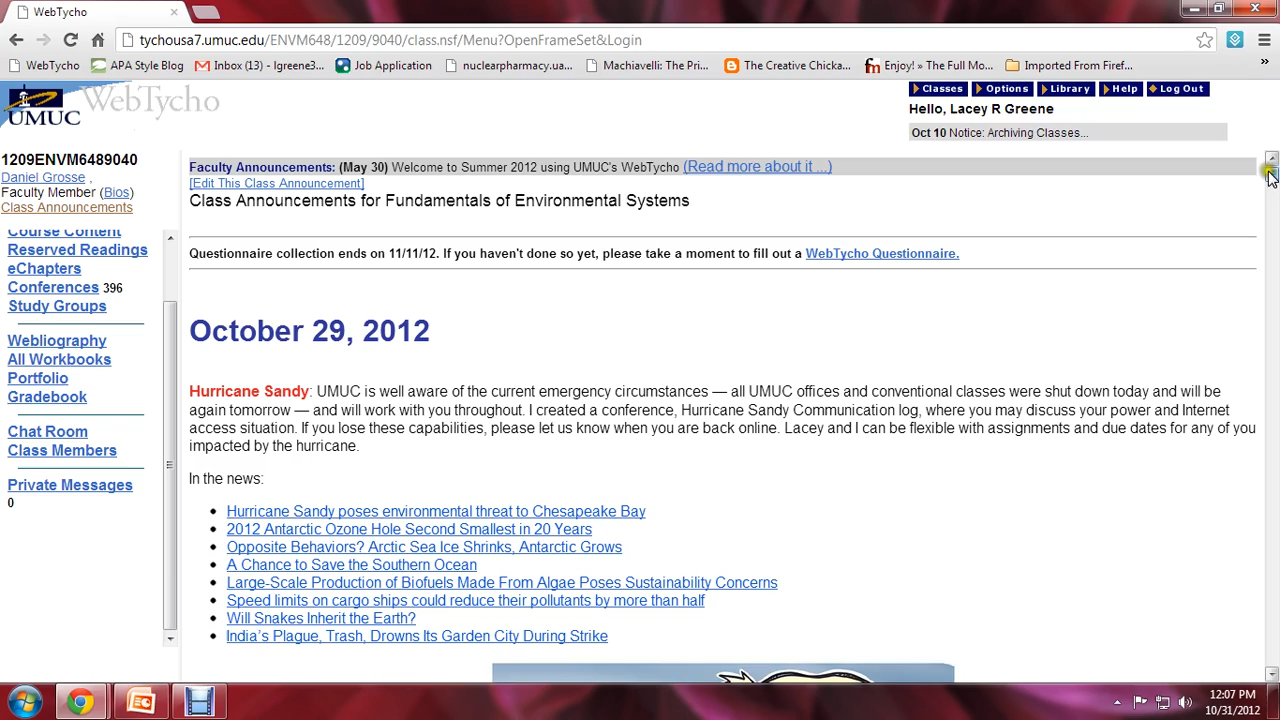 WebTycho
tychousa7.umuc.edu/ENVM648/1209/9040/class.nsf/Menu?OpenFrameSet&Login
WebTycho
APA Style Blog
Inbox (13) - lgreene3...
Job Application
nuclearpharmacy.ua...
Machiavelli: The Pri...
The Creative Chicka...
Enjoy! » The Full Mo...
Imported From Firef...
UMUC WebTycho
Classes Options Library Help Log Out
Hello, Lacey R Greene
Oct 10 Notice: Archiving Classes...
1209ENVM6489040
Daniel Grosse ,
Faculty Member (Bios)
Class Announcements
Course Content
Reserved Readings
eChapters
Conferences 396
Study Groups
Webliography
All Workbooks
Portfolio
Gradebook
Chat Room
Class Members
Private Messages
0
Faculty Announcements: (May 30) Welcome to Summer 2012 using UMUC's WebTycho (Read more about it ...)
[Edit This Class Announcement]
Class Announcements for Fundamentals of Environmental Systems
Questionnaire collection ends on 11/11/12. If you haven't done so yet, please take a moment to fill out a WebTycho Questionnaire.
October 29, 2012
Hurricane Sandy: UMUC is well aware of the current emergency circumstances — all UMUC offices and conventional classes were shut down today and will be
again tomorrow — and will work with you throughout. I created a conference, Hurricane Sandy Communication log, where you may discuss your power and Internet
access situation. If you lose these capabilities, please let us know when you are back online. Lacey and I can be flexible with assignments and due dates for any of you
impacted by the hurricane.
In the news:
Hurricane Sandy poses environmental threat to Chesapeake Bay
2012 Antarctic Ozone Hole Second Smallest in 20 Years
Opposite Behaviors? Arctic Sea Ice Shrinks, Antarctic Grows
A Chance to Save the Southern Ocean
Large-Scale Production of Biofuels Made From Algae Poses Sustainability Concerns
Speed limits on cargo ships could reduce their pollutants by more than half
Will Snakes Inherit the Earth?
India's Plague, Trash, Drowns Its Garden City During Strike
12:07 PM
10/31/2012